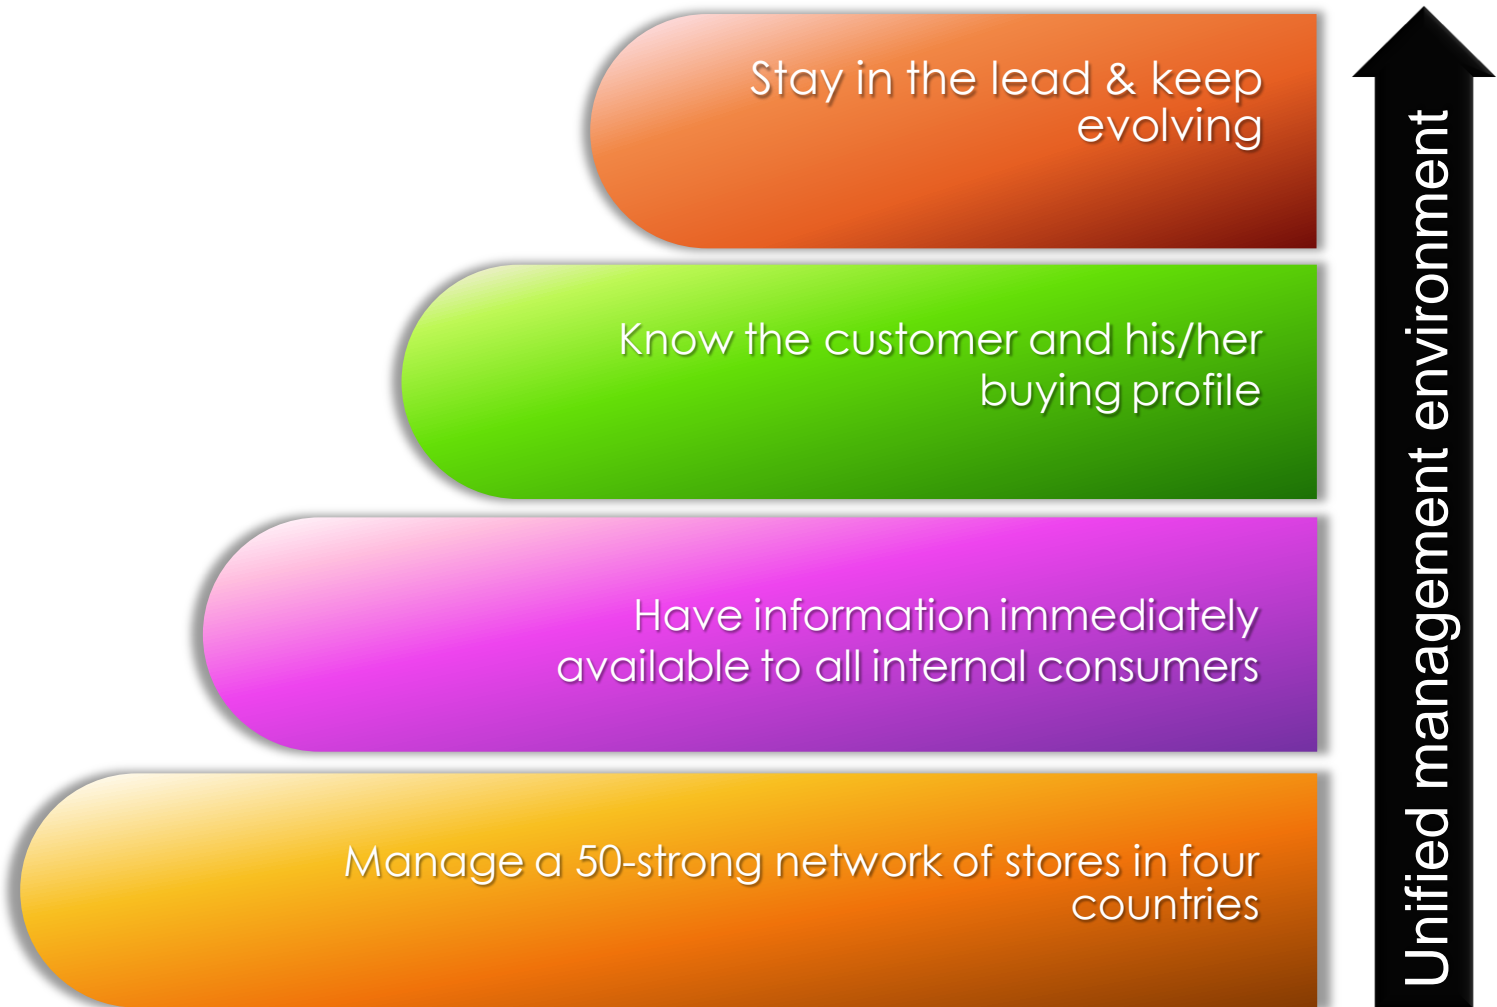 Stay in the lead & keep
evolving
Know the customer and his/her
buying profile
Have information immediately
available to all internal consumers
Manage a 50-strong network of stores in four
countries
Unified management environment